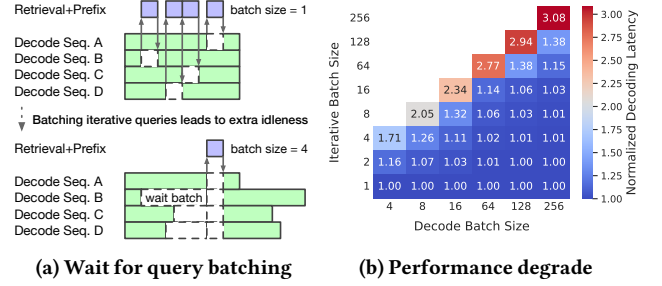 Retrieval+Prefix batch size = 1
Decode Seq. A
Decode Seq. B
Decode Seq. C
Decode Seq. D
Batching iterative queries leads to extra idleness
Retrieval+Prefix batch size = 4
Decode Seq. A
Decode Seq. B wait batch
Decode Seq. C
Decode Seq. D
(a) Wait for query batching
Iterative Batch Size
256 3.08
128 2.94 1.38
64 2.77 1.38 1.15
16 2.34 1.14 1.06 1.03
8 2.05 1.32 1.06 1.03 1.01
4 1.71 1.26 1.11 1.02 1.01 1.01
2 1.16 1.07 1.03 1.01 1.00 1.00
1 1.00 1.00 1.00 1.00 1.00 1.00
4 8 16 64 128 256
Decode Batch Size
3.00
2.75
2.50
2.25
2.00
1.75
1.50
1.25
1.00
Normalized Decoding Latency
(b) Performance degrade